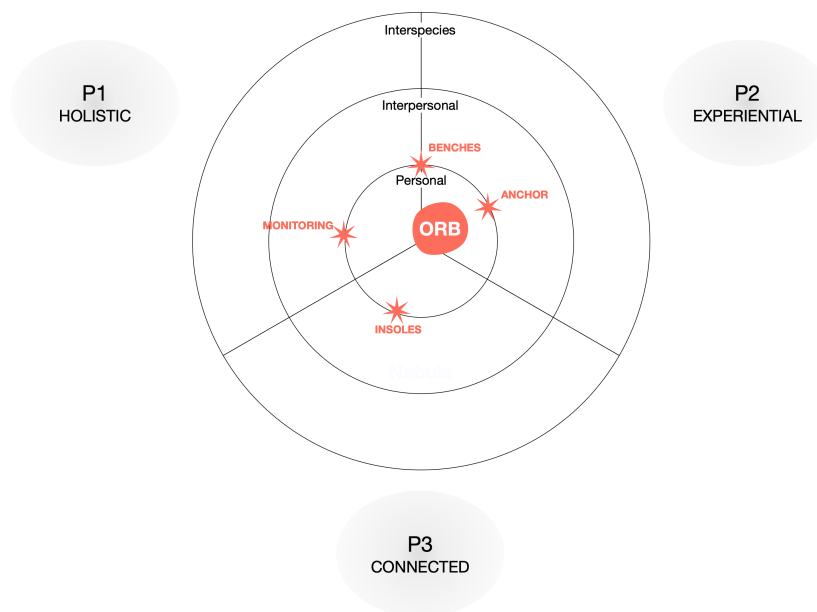 Interspecies
P1
HOLISTIC
P2
EXPERIENTIAL
Interpersonal
BENCHES
Personal
ANCHOR
MONITORING
ORB
INSOLES
P3
CONNECTED